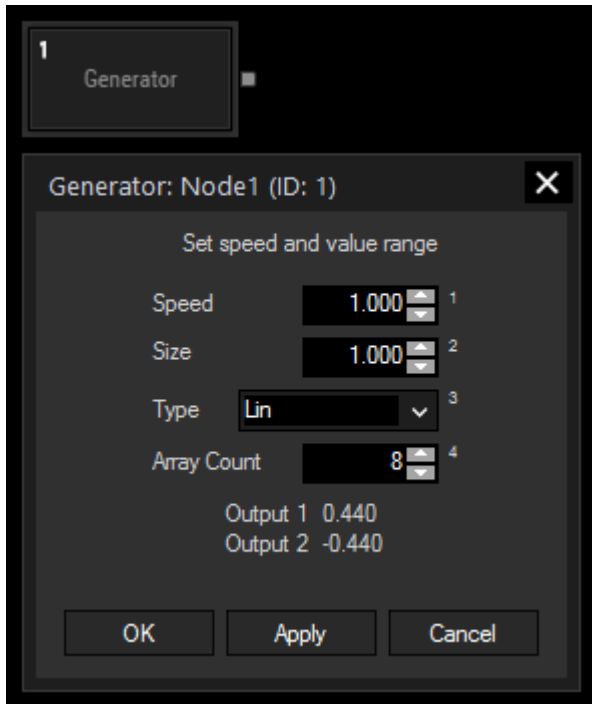 1
Generator
Generator: Node1 (ID: 1)
Set speed and value range
Speed 1.000 1
Size 1.000 2
Type Lin 3
Array Count 8 4
Output 1 0.440
Output 2 -0.440
OK Apply Cancel